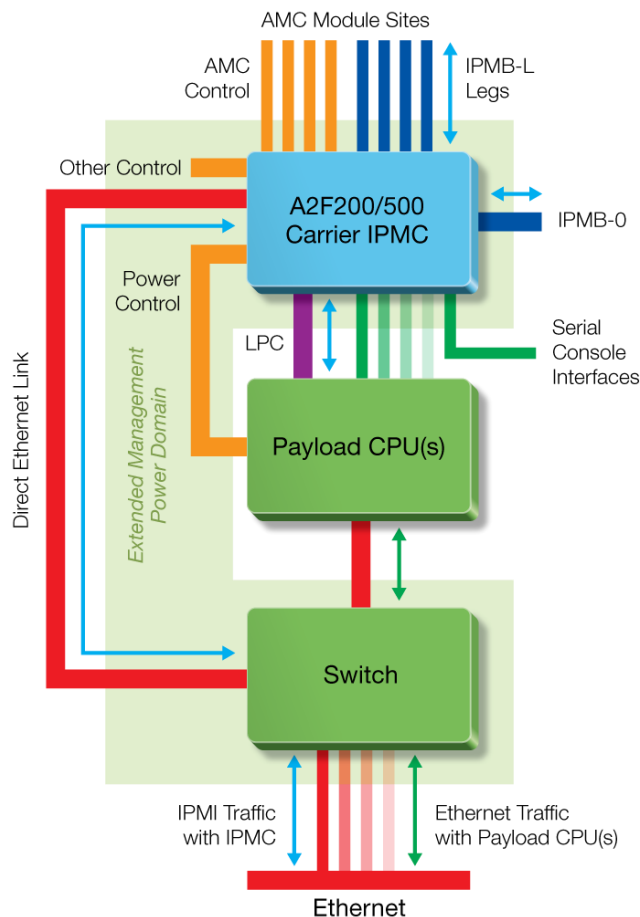 AMC Module Sites
AMC
Control
IPMB-L
Legs
Other Control
A2F200/500
Carrier IPMC
IPMB-0
Power
Control
LPC
Serial
Console
Interfaces
Direct Ethernet Link
Extended Management
Power Domain
Payload CPU(s)
Switch
IPMI Traffic
with IPMC
Ethernet Traffic
with Payload CPU(s)
Ethernet